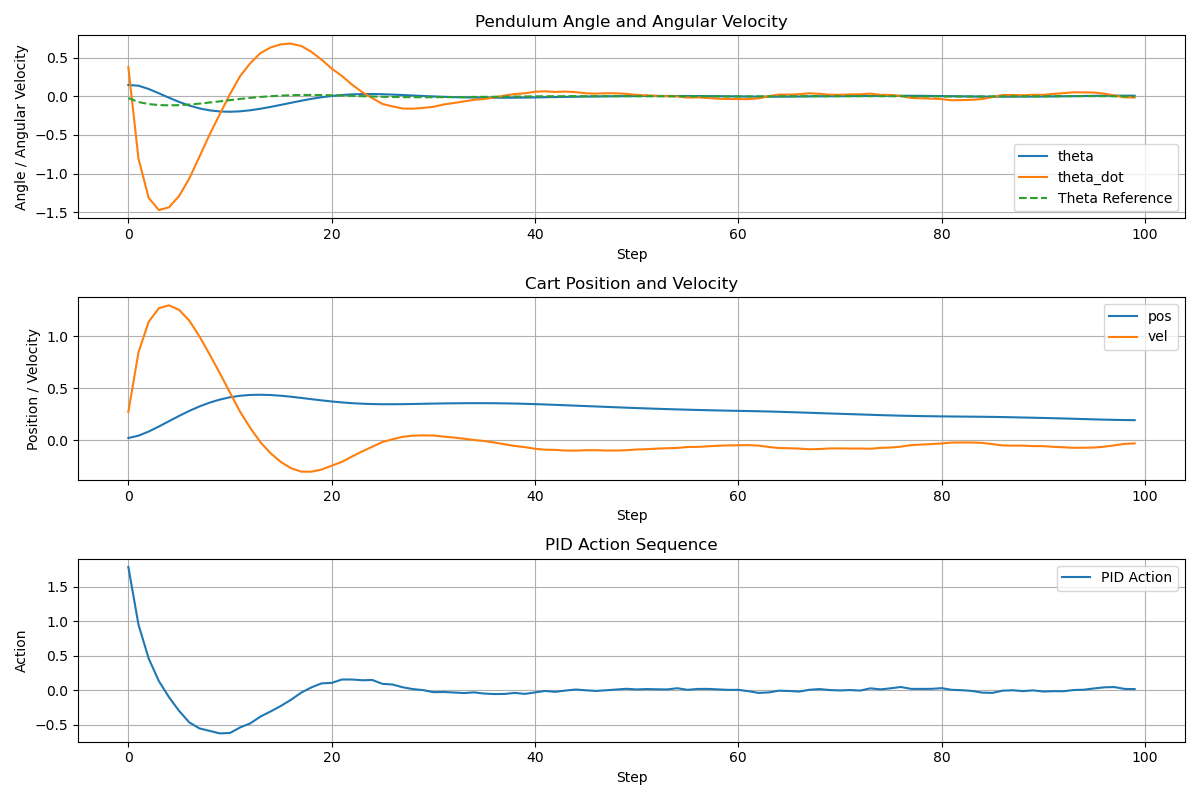 Pendulum Angle and Angular Velocity
Angle / Angular Velocity
0.5
0.0
−0.5
−1.0
−1.5
theta
theta_dot
Theta Reference
0 20 40 60 80 100
Step
Cart Position and Velocity
Position / Velocity
1.0
0.5
0.0
pos
vel
0 20 40 60 80 100
Step
PID Action Sequence
Action
1.5
1.0
0.5
0.0
−0.5
PID Action
0 20 40 60 80 100
Step